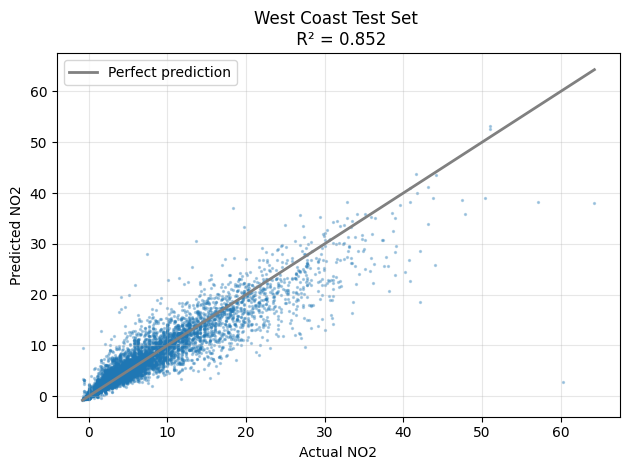 West Coast Test Set
R² = 0.852
Perfect prediction
Predicted NO2
60
50
40
30
20
10
0
0 10 20 30 40 50 60
Actual NO2